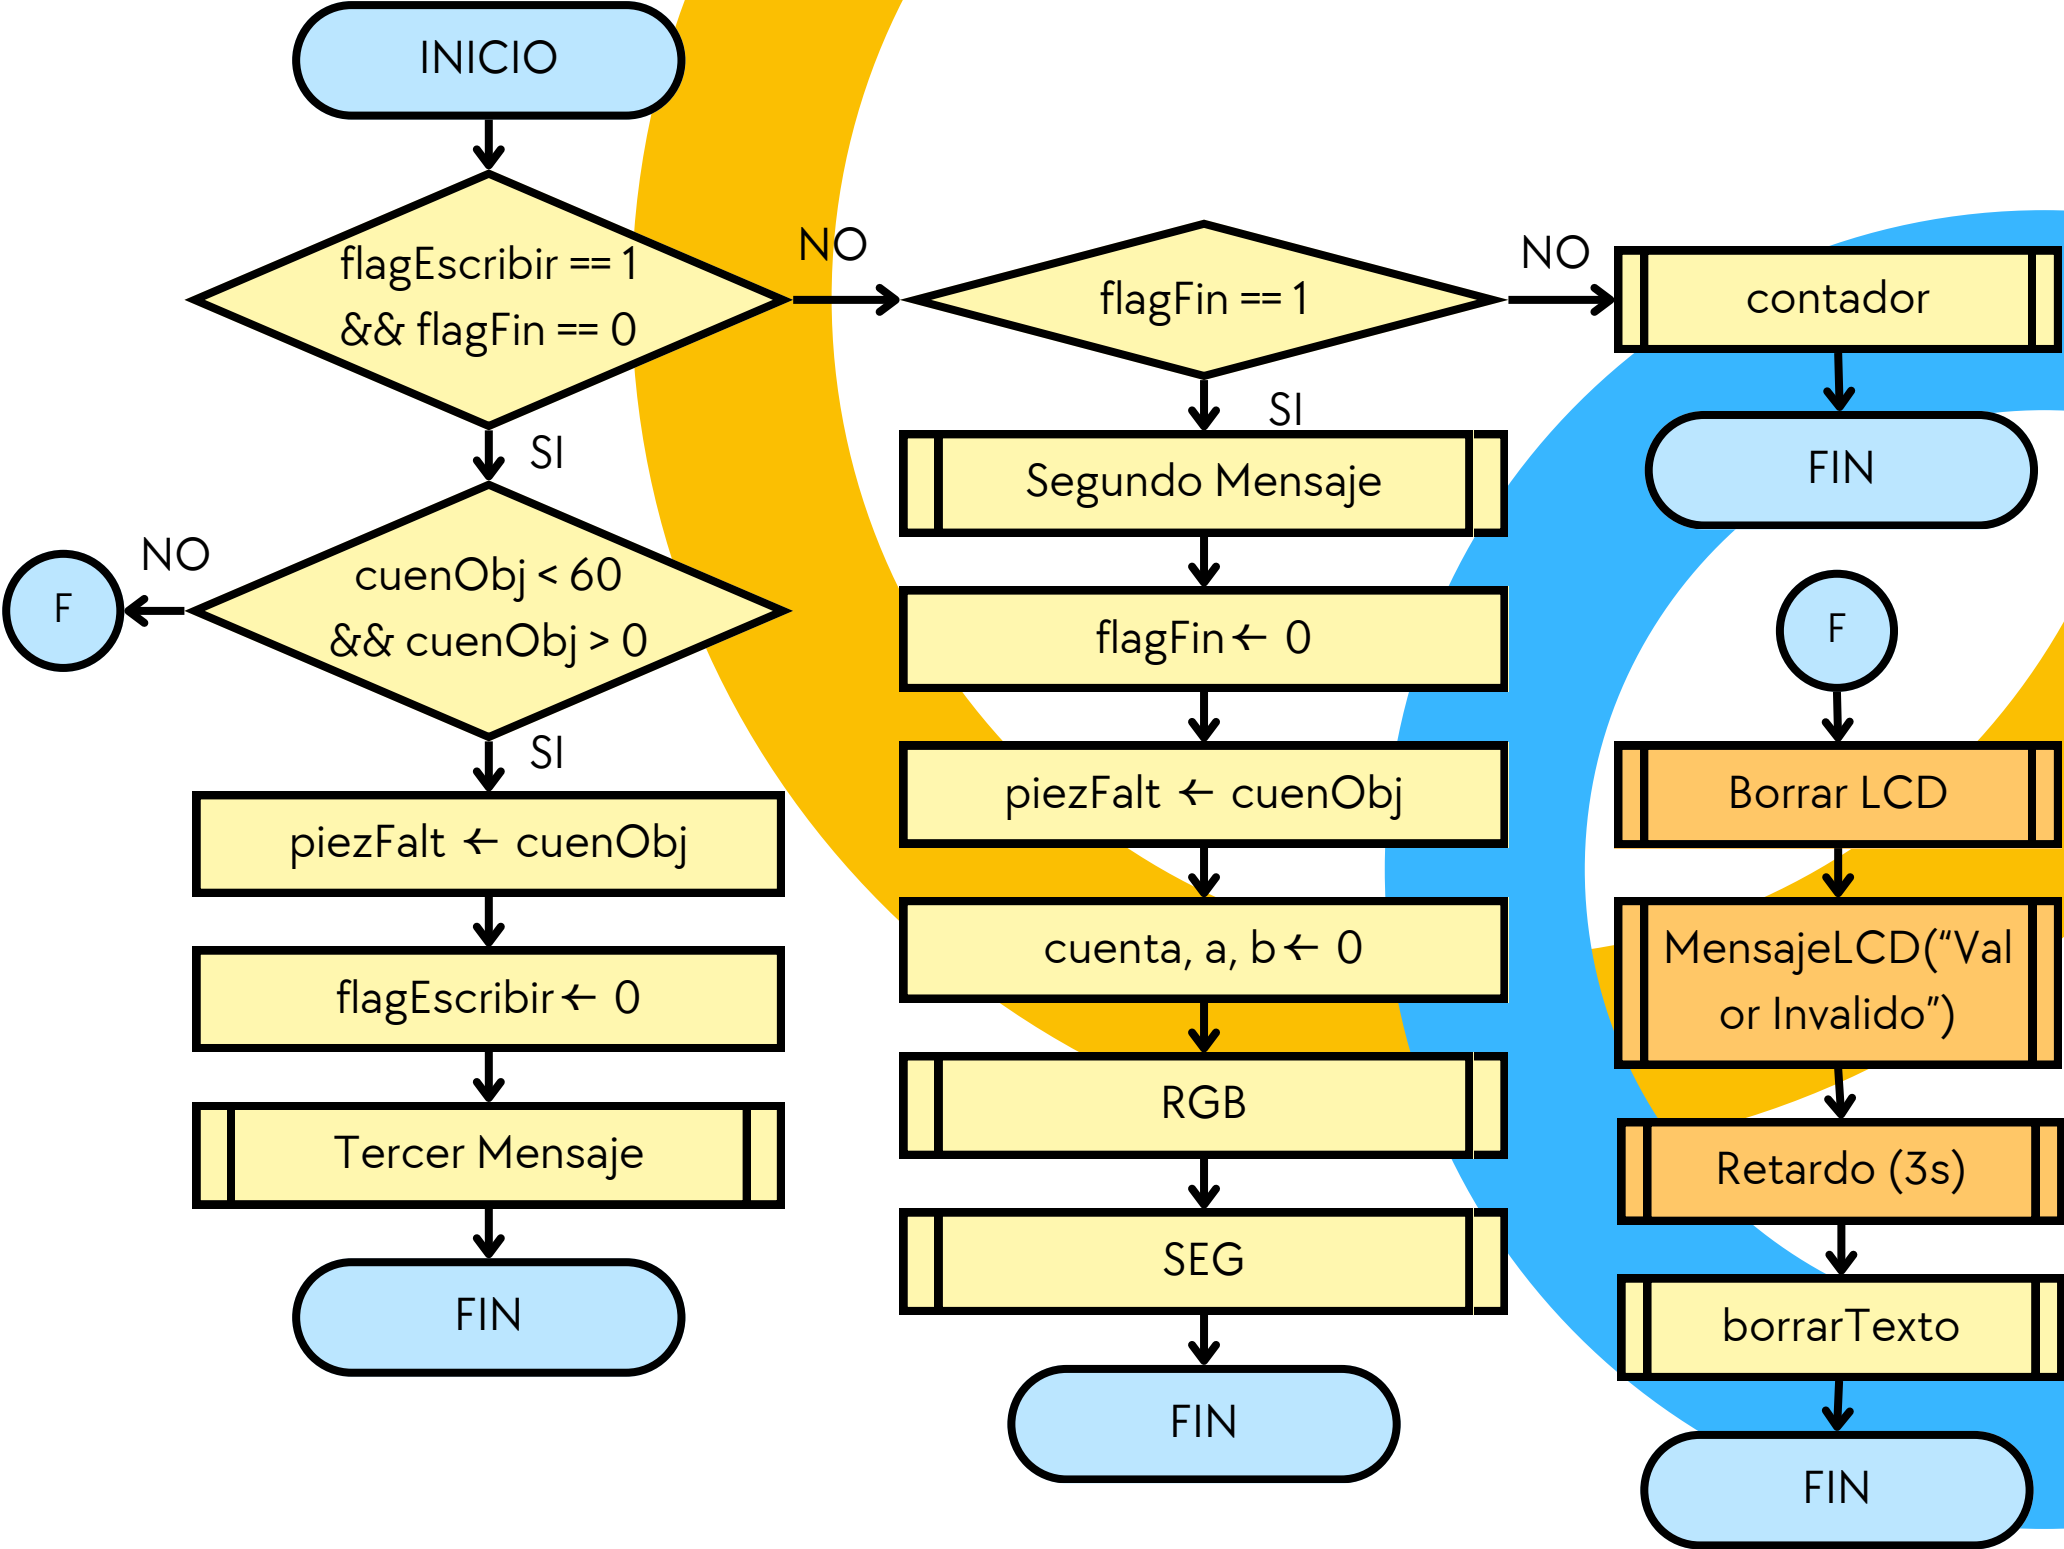 INICIO
flagEscribir == 1
&& flagFin == 0
SI
cuenObj < 60
&& cuenObj > 0
NO
F
SI
piezFalt ← cuenObj
flagEscribir ← 0
Tercer Mensaje
FIN
NO
flagFin == 1
SI
Segundo Mensaje
flagFin ← 0
piezFalt ← cuenObj
cuenta, a, b ← 0
RGB
SEG
FIN
NO
contador
FIN
F
Borrar LCD
MensajeLCD(“Val
or Invalido”)
Retardo (3s)
borrarTexto
FIN